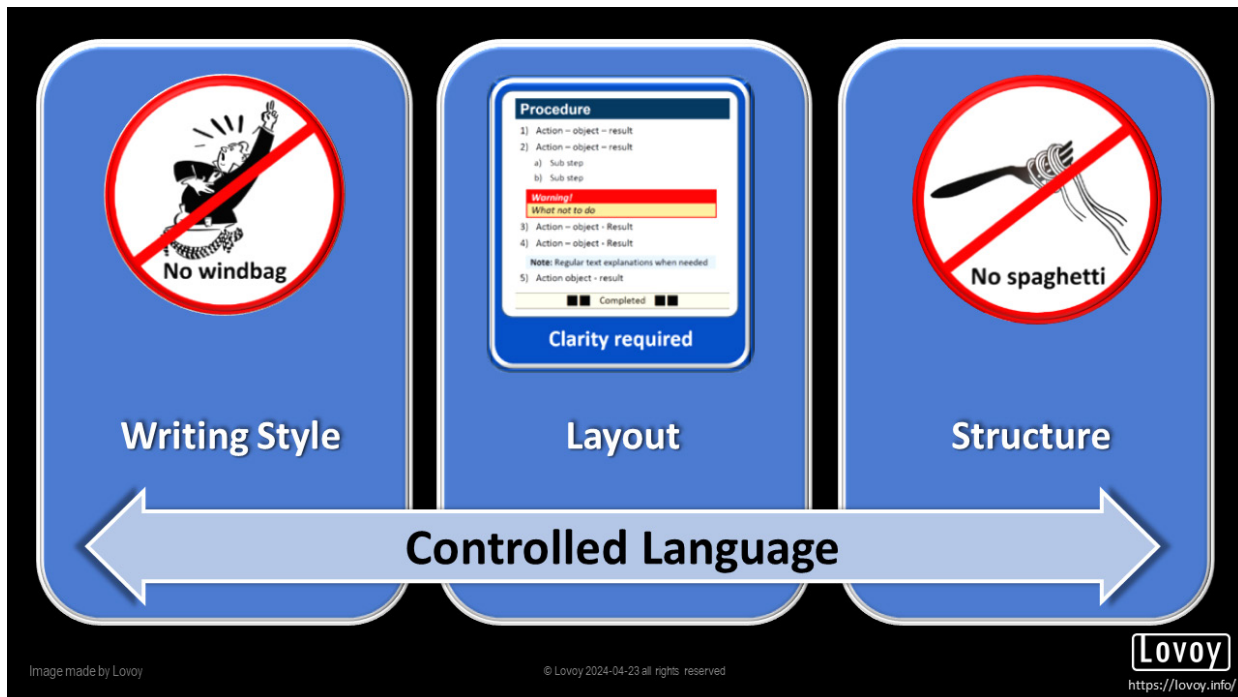 No windbag
Writing Style
Procedure
1) Action – object – result
2) Action – object – result
a) Sub step
b) Sub step
Warning!
What not to do
3) Action – object - Result
4) Action – object - Result
Note: Regular text explanations when needed
5) Action object - result
Completed
Clarity required
Layout
No spaghetti
Structure
Controlled Language
Image made by Lovoy
© Lovoy 2024-04-23 all rights reserved
Lovoy
https://lovoy.info/